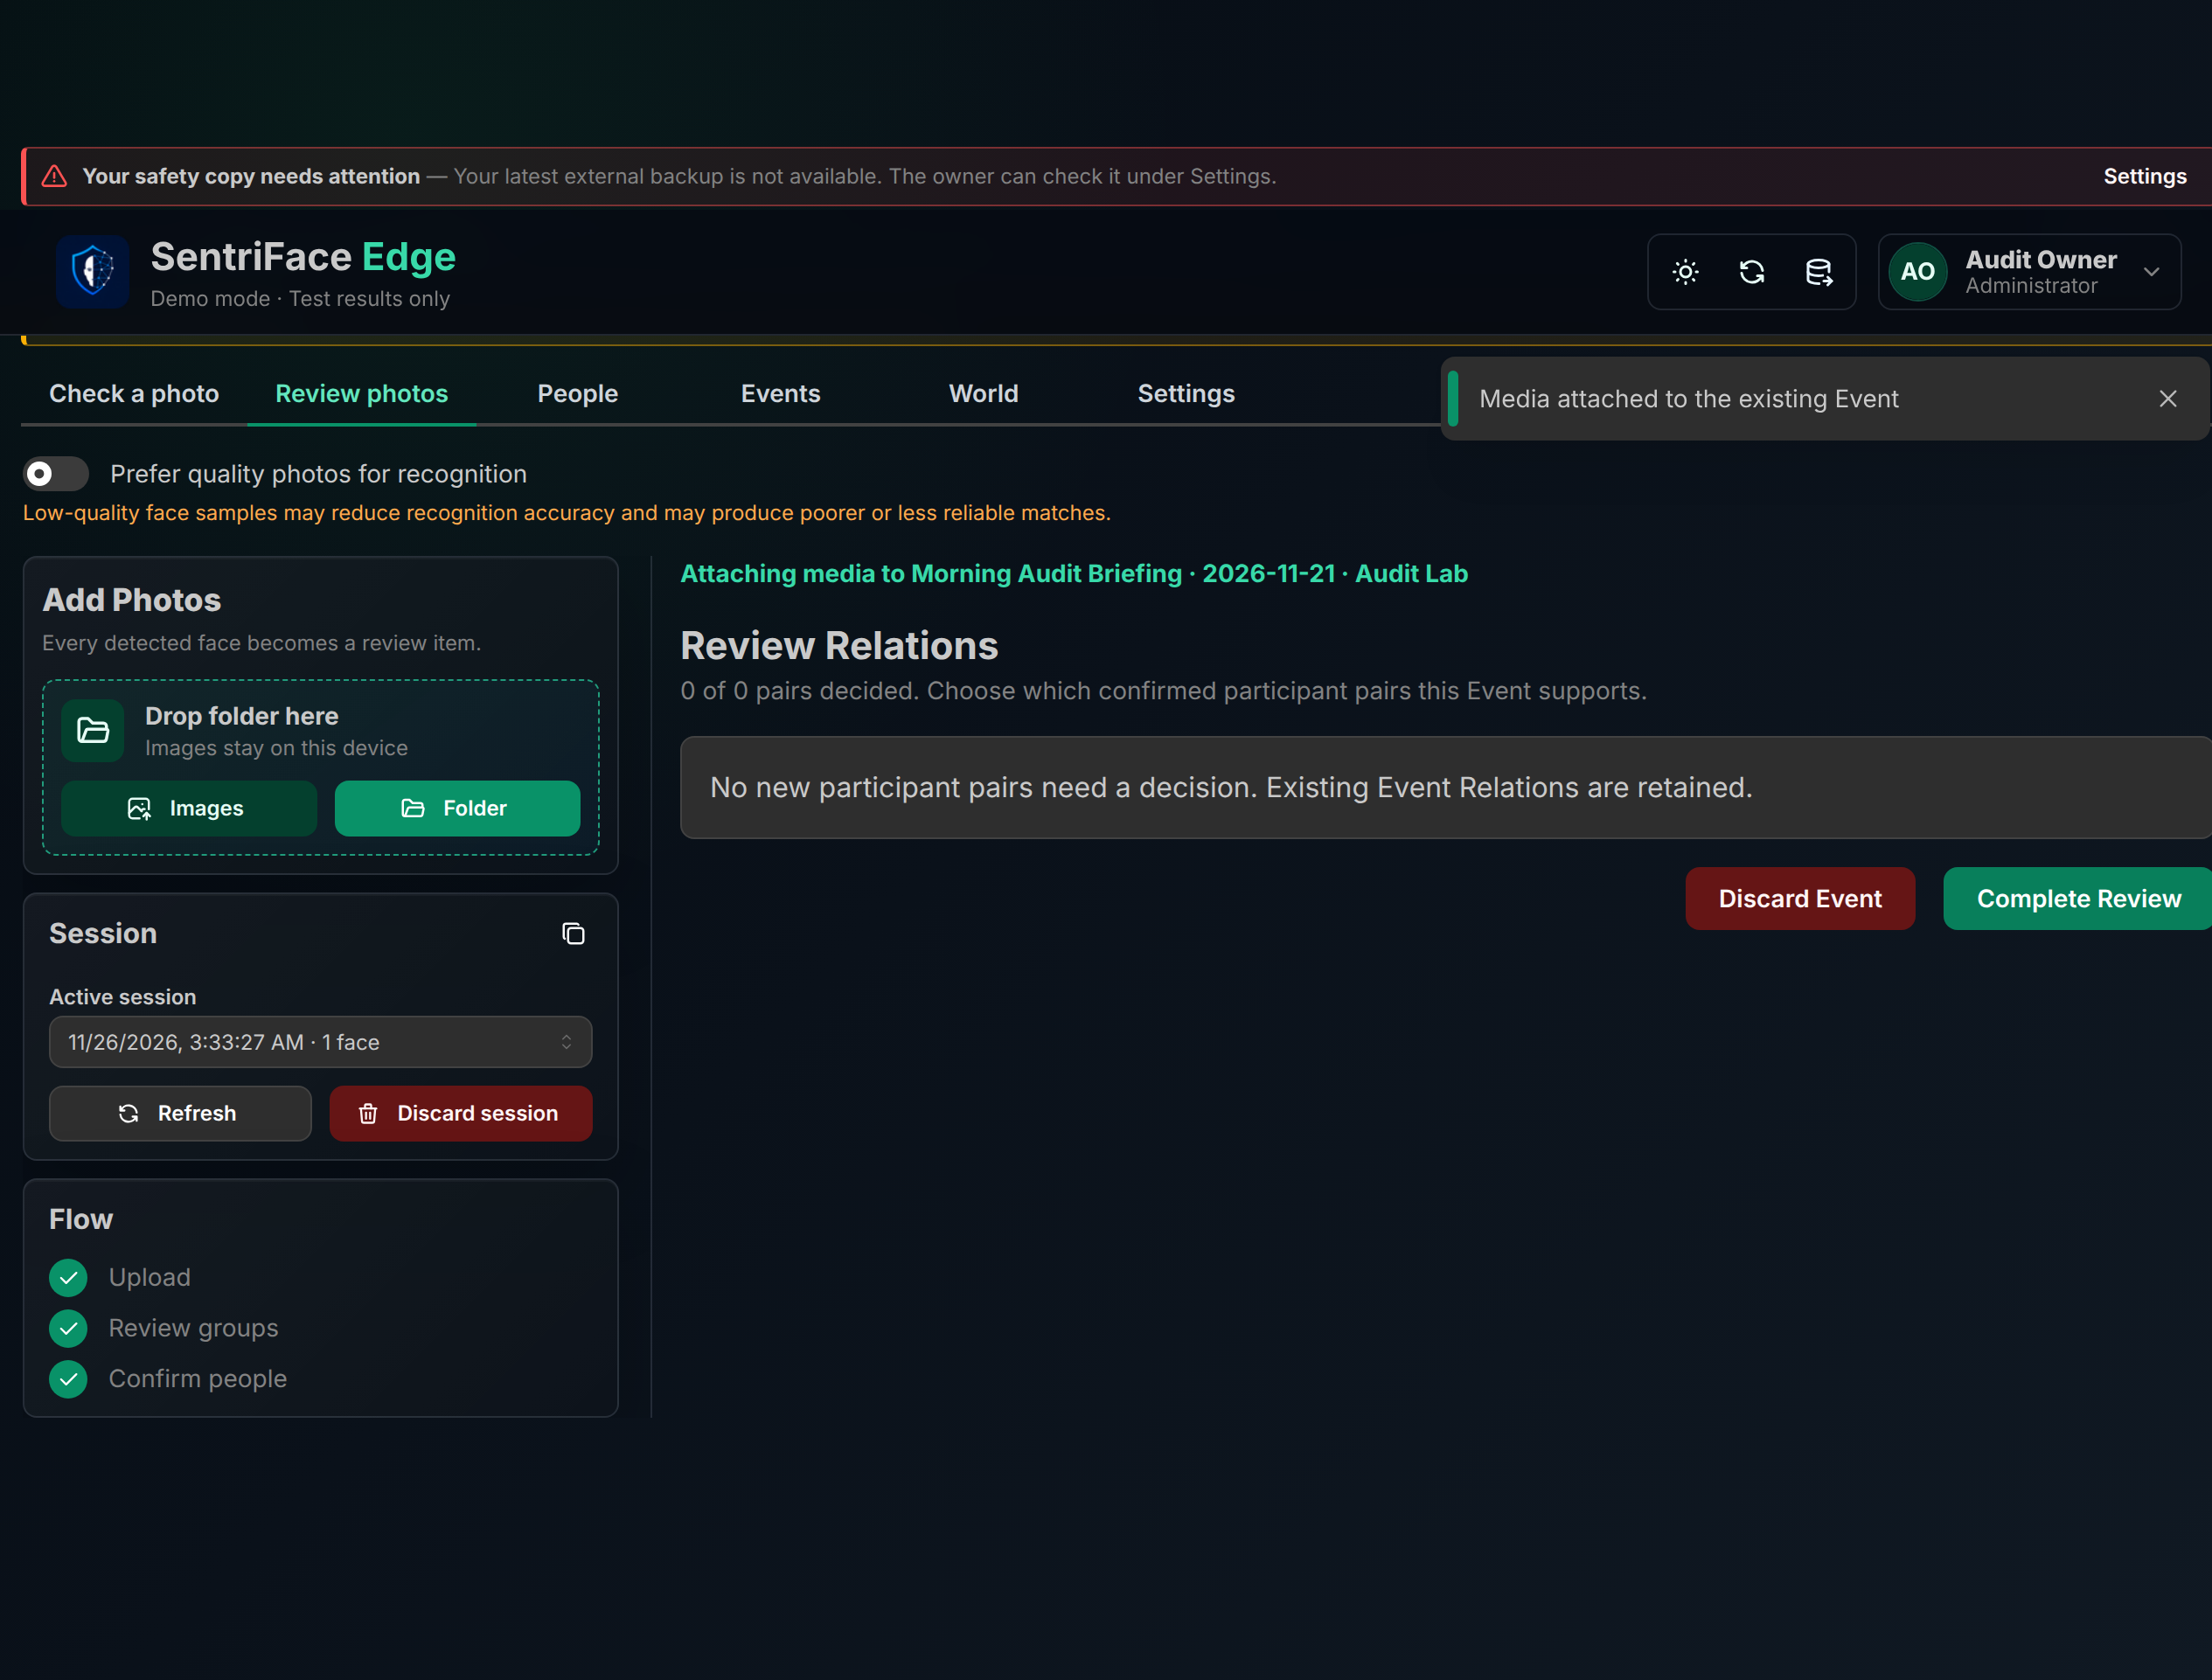 Your safety copy needs attention — Your latest external backup is not available. The owner can check it under Settings.
Settings
SentriFace Edge
Demo mode · Test results only
AO
Audit Owner
Administrator
Check a photo
Review photos
People
Events
World
Settings
Media attached to the existing Event
Prefer quality photos for recognition
Low-quality face samples may reduce recognition accuracy and may produce poorer or less reliable matches.
Add Photos
Every detected face becomes a review item.
Drop folder here
Images stay on this device
Images
Folder
Session
Active session
11/26/2026, 3:33:27 AM · 1 face
Refresh
Discard session
Flow
Upload
Review groups
Confirm people
Attaching media to Morning Audit Briefing · 2026-11-21 · Audit Lab
Review Relations
0 of 0 pairs decided. Choose which confirmed participant pairs this Event supports.
No new participant pairs need a decision. Existing Event Relations are retained.
Discard Event
Complete Review